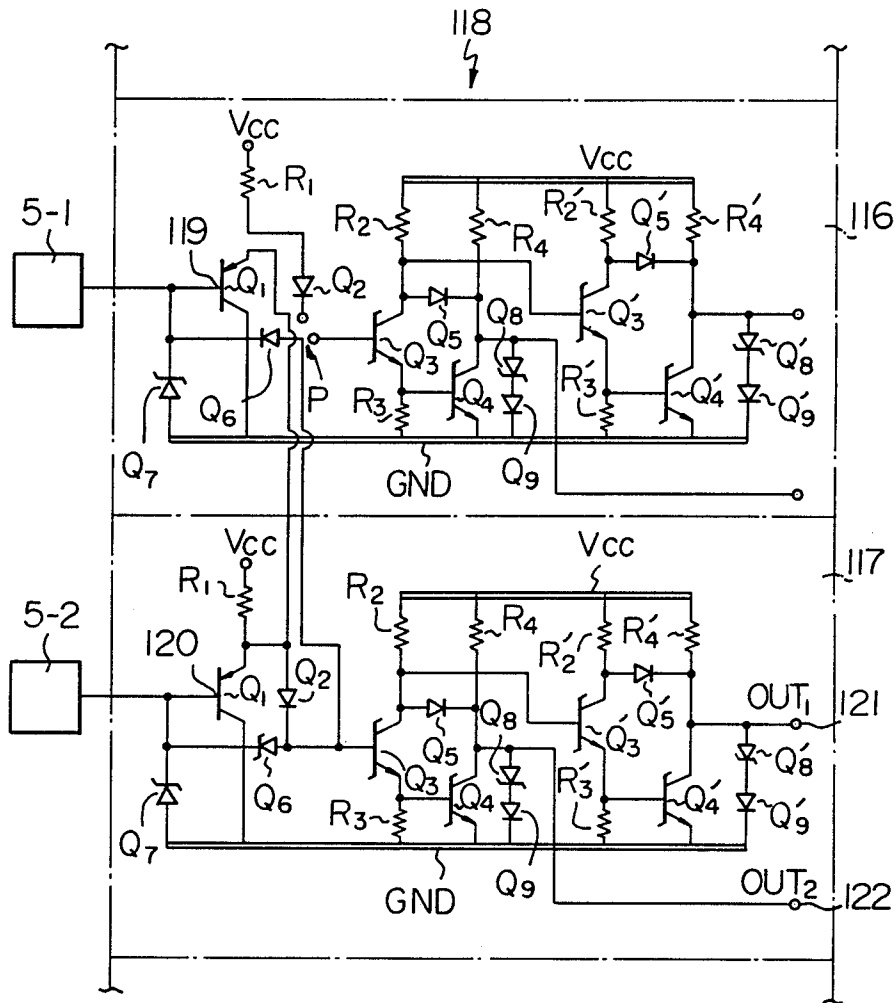 118
Vcc
R1
Vcc
5-1
119
Q1
Q2
R2
R4
R2'
Q5'
R4'
116
Q3
Q5
Q8
Q3'
Q8'
Q6
P
R3
Q4
R3'
Q4'
Q9'
Q7
GND
Q9
Vcc
Vcc
117
R1
R2
R4
R2'
R4'
5-2
120
Q1
Q2
Q5
Q8
Q3'
Q5'
OUT1
121
Q6
Q3
Q4
R3'
Q4'
Q8'
Q7
R3
Q9'
GND
Q9
OUT2
122